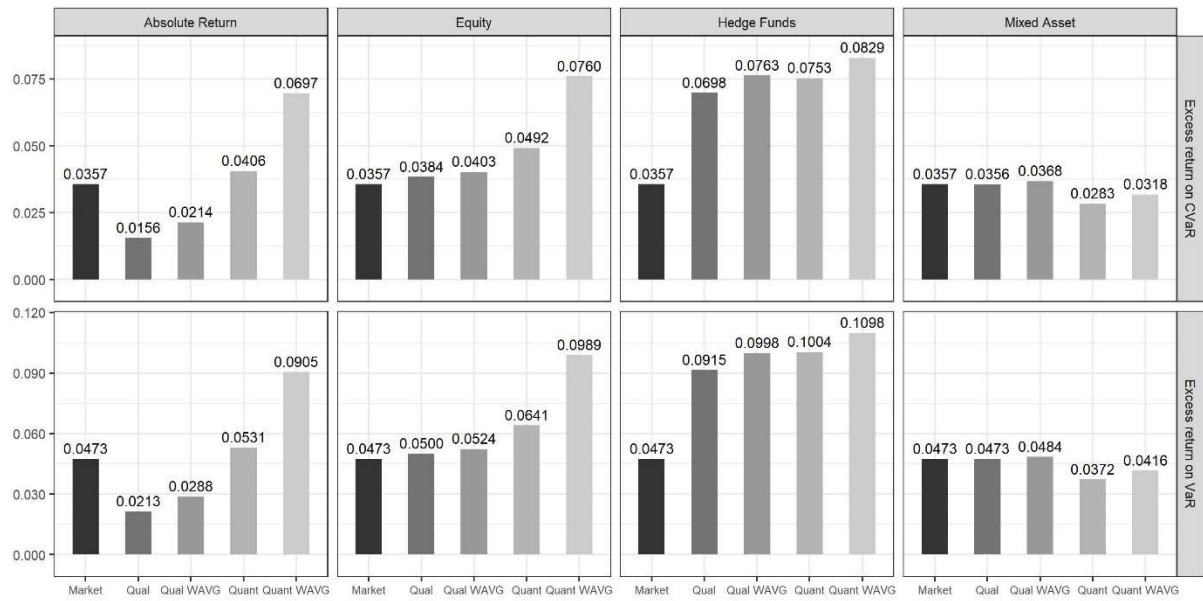 Absolute Return Equity Hedge Funds Mixed Asset
Excess return on CVaR
0.075
0.050
0.025
0.000
0.0357 0.0156 0.0214 0.0406 0.0697
0.0357 0.0384 0.0403 0.0492 0.0760
0.0357 0.0698 0.0763 0.0753 0.0829
0.0357 0.0356 0.0368 0.0283 0.0318
Excess return on VaR
0.120
0.090
0.060
0.030
0.000
0.0473 0.0213 0.0288 0.0531 0.0905
0.0473 0.0500 0.0524 0.0641 0.0989
0.0473 0.0915 0.0998 0.1004 0.1098
0.0473 0.0473 0.0484 0.0372 0.0416
Market Qual Qual WAVG Quant Quant WAVG Market Qual Qual WAVG Quant Quant WAVG Market Qual Qual WAVG Quant Quant WAVG Market Qual Qual WAVG Quant Quant WAVG